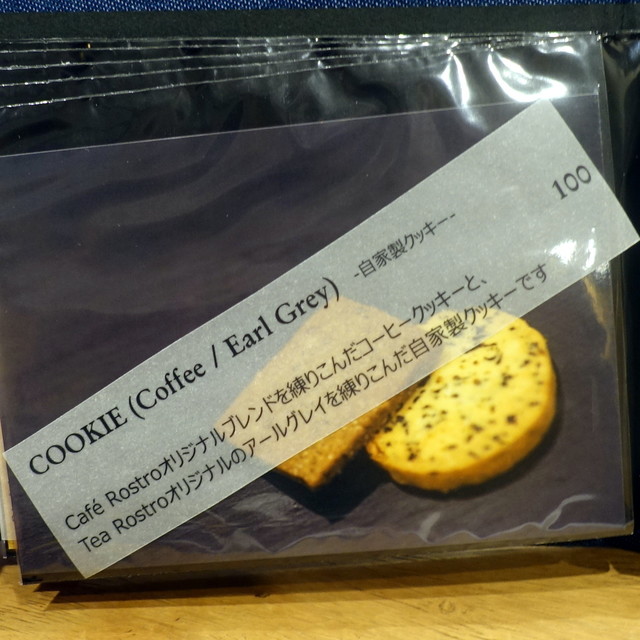 COOKIE (Coffee / Earl Grey) -自家製クッキー- 100
Café Rostroオリジナルブレンドを練りこんだコーヒークッキーと、
Tea Rostroオリジナルのアールグレイを練りこんだ自家製クッキーです